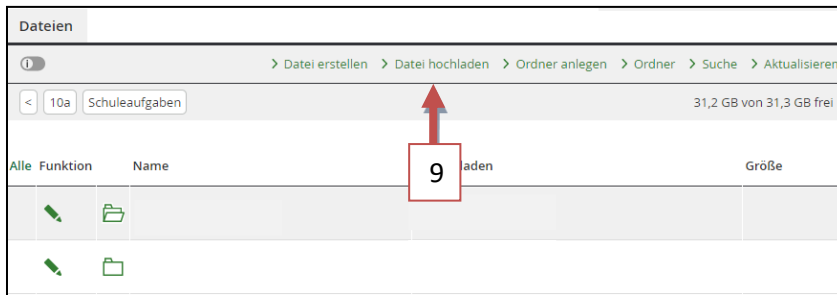 Dateien
> Datei erstellen > Datei hochladen > Ordner anlegen > Ordner > Suche > Aktualisieren
< 10a Schuleaufgaben 31,2 GB von 31,3 GB frei
Alle Funktion Name laden Größe
9